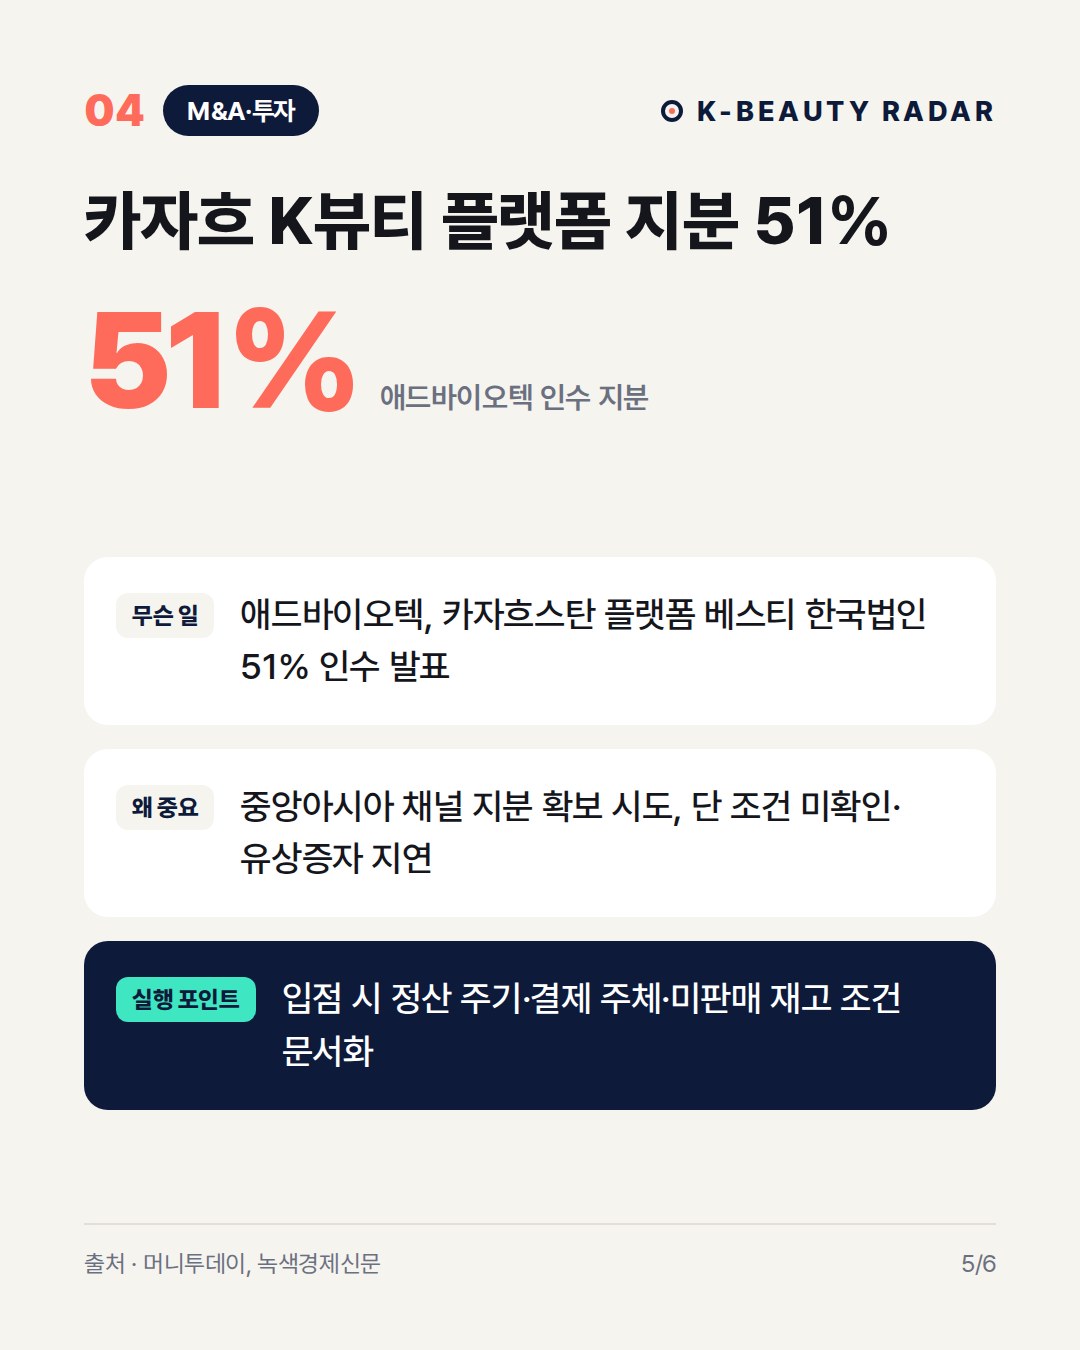 04 M&A·투자
K-BEAUTY RADAR
카자흐 K뷰티 플랫폼 지분 51%
51% 애드바이오텍 인수 지분
무슨 일
애드바이오텍, 카자흐스탄 플랫폼 베스티 한국법인
51% 인수 발표
왜 중요
중앙아시아 채널 지분 확보 시도, 단 조건 미확인·
유상증자 지연
실행 포인트
입점 시 정산 주기·결제 주체·미판매 재고 조건
문서화
출처 · 머니투데이, 녹색경제신문
5/6